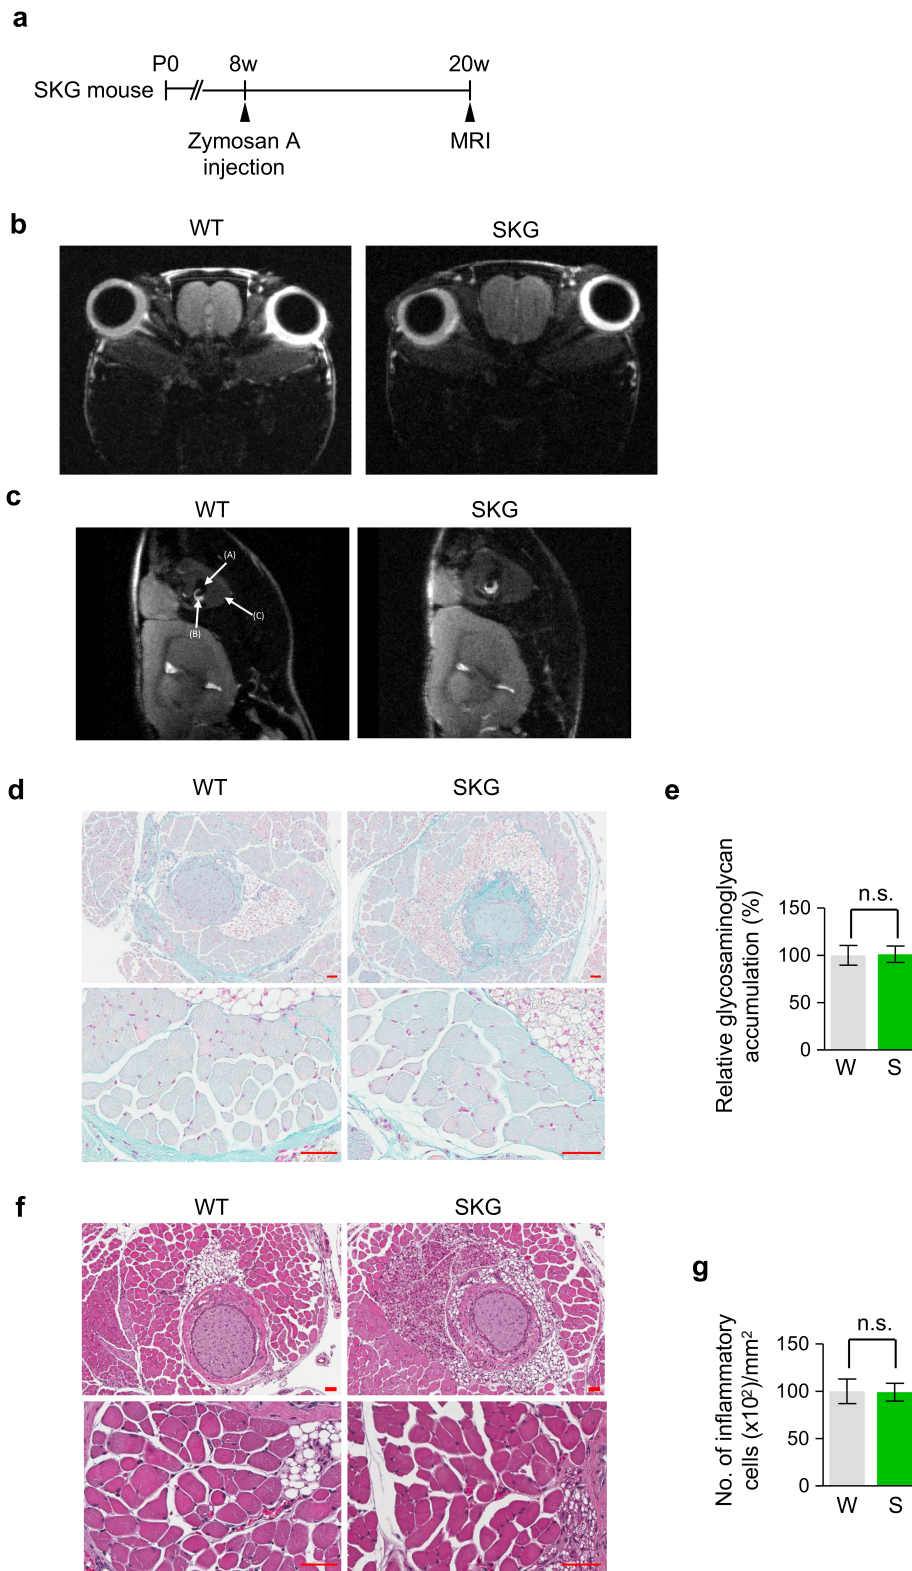 a
P0 8w 20w
SKG mouse
Zymosan A
injection
MRI
b
WT SKG
c
WT SKG
(A)
(B)
(C)
d
WT SKG
e
Relative glycosaminoglycan
accumulation (%)
n.s.
150
100
50
0
W S
f
WT SKG
g
No. of inflammatory
cells (x10²)/mm²
n.s.
150
100
50
0
W S